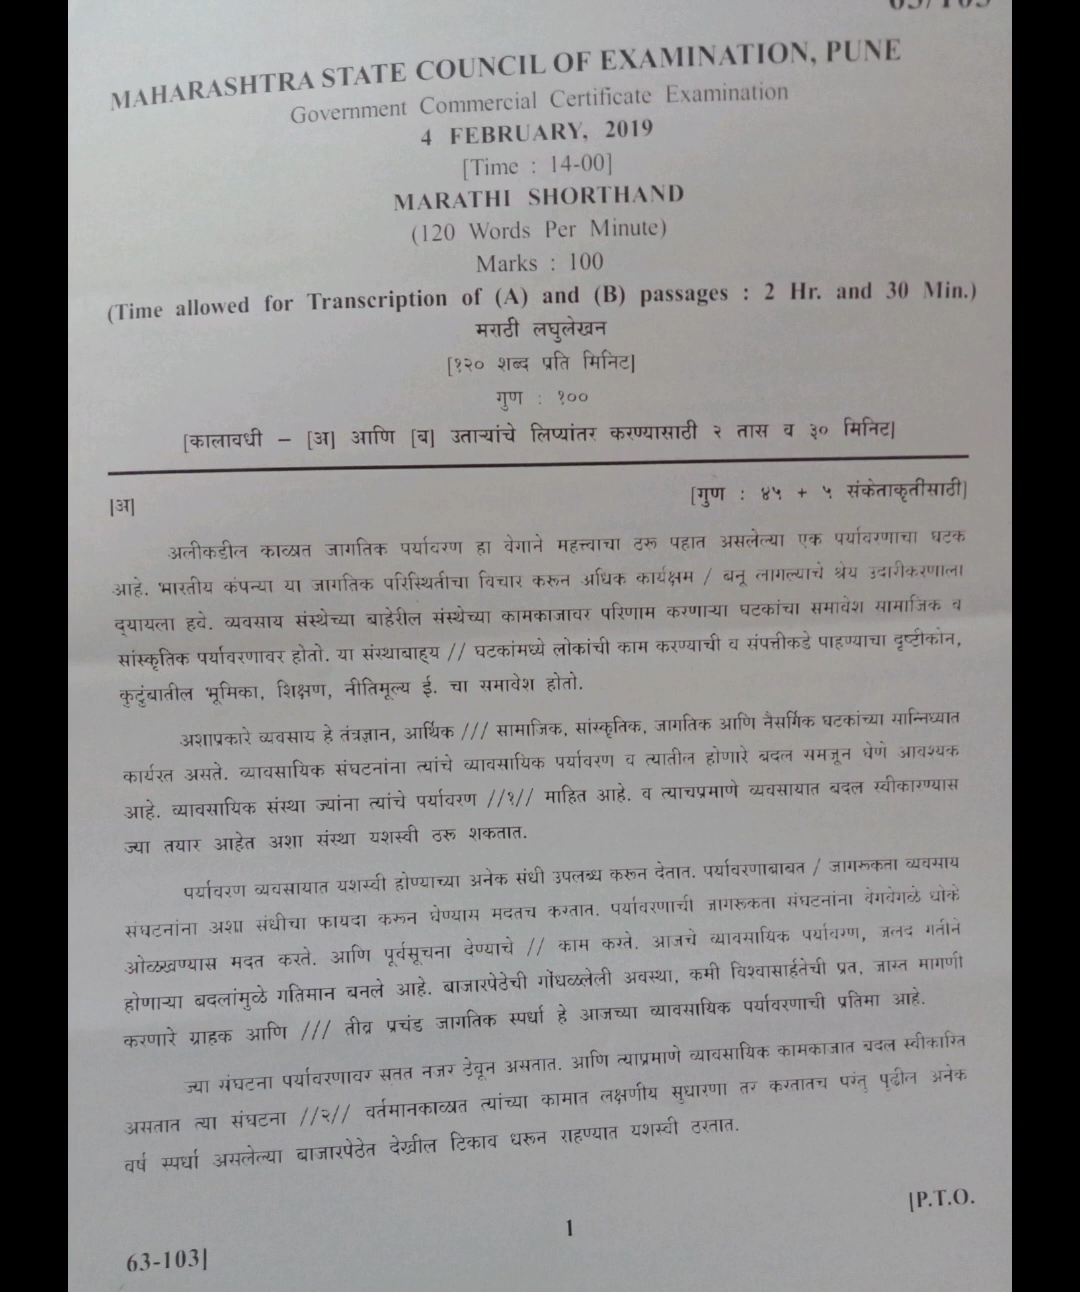 MAHARASHTRA STATE COUNCIL OF EXAMINATION, PUNE
Government Commercial Certificate Examination
4 FEBRUARY, 2019
[Time : 14-00]
MARATHI SHORTHAND
(120 Words Per Minute)
Marks : 100
(Time allowed for Transcription of (A) and (B) passages : 2 Hr. and 30 Min.)
मराठी लघुलेखन
[१२० शब्द प्रति मिनिट]
गुण : १००
[कालावधी – [अ] आणि [ब] उताऱ्यांचे लिप्यांतर करण्यासाठी २ तास व ३० मिनिट]
[अ] [गुण : ४५ + ५ संकेताकृतीसाठी]
अलीकडील काळात जागतिक पर्यावरण हा वेगाने महत्त्वाचा ठरू पहात असलेल्या एक पर्यावरणाचा घटक
आहे. भारतीय कंपन्या या जागतिक परिस्थितीचा विचार करून अधिक कार्यक्षम / बनू लागल्याचे श्रेय उदारीकरणाला
द्यायला हवे. व्यवसाय संस्थेच्या बाहेरील संस्थेच्या कामकाजावर परिणाम करणाऱ्या घटकांचा समावेश सामाजिक व
सांस्कृतिक पर्यावरणावर होतो. या संस्थाबाह्य // घटकांमध्ये लोकांची काम करण्याची व संपत्तीकडे पाहण्याचा दृष्टीकोन,
कुटुंबातील भूमिका, शिक्षण, नीतिमूल्य ई. चा समावेश होतो.
अशाप्रकारे व्यवसाय हे तंत्रज्ञान, आर्थिक /// सामाजिक, सांस्कृतिक, जागतिक आणि नैसर्गिक घटकांच्या सान्निध्यात
कार्यरत असते. व्यावसायिक संघटनांना त्यांचे व्यावसायिक पर्यावरण व त्यातील होणारे बदल समजून घेणे आवश्यक
आहे. व्यावसायिक संस्था ज्यांना त्यांचे पर्यावरण //१// माहित आहे. व त्याचप्रमाणे व्यवसायात बदल स्वीकारण्यास
ज्या तयार आहेत अशा संस्था यशस्वी ठरू शकतात.
पर्यावरण व्यवसायात यशस्वी होण्याच्या अनेक संधी उपलब्ध करून देतात. पर्यावरणाबाबत / जागरूकता व्यवसाय
संघटनांना अशा संधीचा फायदा करून घेण्यास मदतच करतात. पर्यावरणाची जागरूकता संघटनांना वेगवेगळे धोके
ओळखण्यास मदत करते. आणि पूर्वसूचना देण्याचे // काम करते. आजचे व्यावसायिक पर्यावरण, जलद गतीने
होणाऱ्या बदलांमुळे गतिमान बनले आहे. बाजारपेठेची गोंधळलेली अवस्था, कमी विश्वासार्हतेची प्रत, जास्त मागणी
करणारे ग्राहक आणि /// तीव्र प्रचंड जागतिक स्पर्धा हे आजच्या व्यावसायिक पर्यावरणाची प्रतिमा आहे.
ज्या संघटना पर्यावरणावर सतत नजर ठेवून असतात. आणि त्याप्रमाणे व्यावसायिक कामकाजात बदल स्वीकारित
असतात त्या संघटना //२// वर्तमानकाळात त्यांच्या कामात लक्षणीय सुधारणा तर करतातच परंतु पुढील अनेक
वर्ष स्पर्धा असलेल्या बाजारपेठेत देखील टिकाव धरून राहण्यात यशस्वी ठरतात.
[P.T.O.
1
63-103]